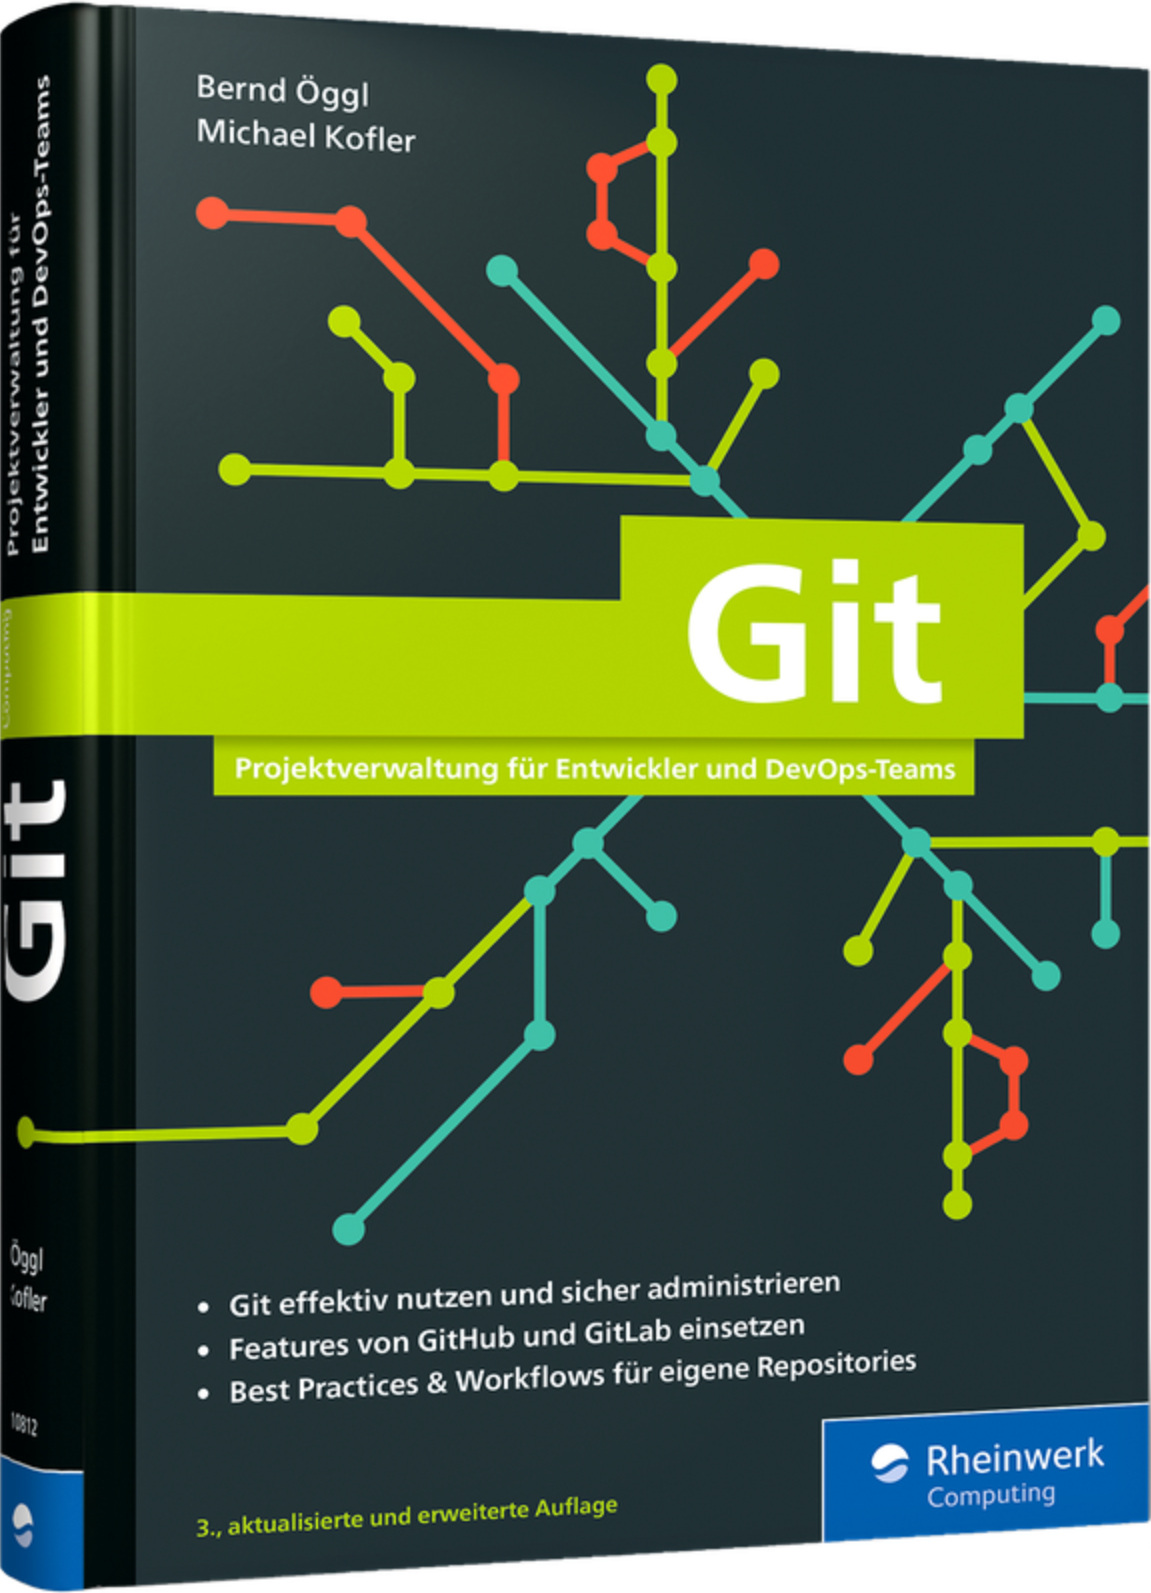 Bernd Öggl
Michael Kofler
Git
Projektverwaltung für Entwickler und DevOps-Teams
• Git effektiv nutzen und sicher administrieren
• Features von GitHub und GitLab einsetzen
• Best Practices & Workflows für eigene Repositories
3., aktualisierte und erweiterte Auflage
Rheinwerk
Computing
Projektverwaltung für
Entwickler und DevOps-Teams
Computing
Git
Öggl
Kofler
10812